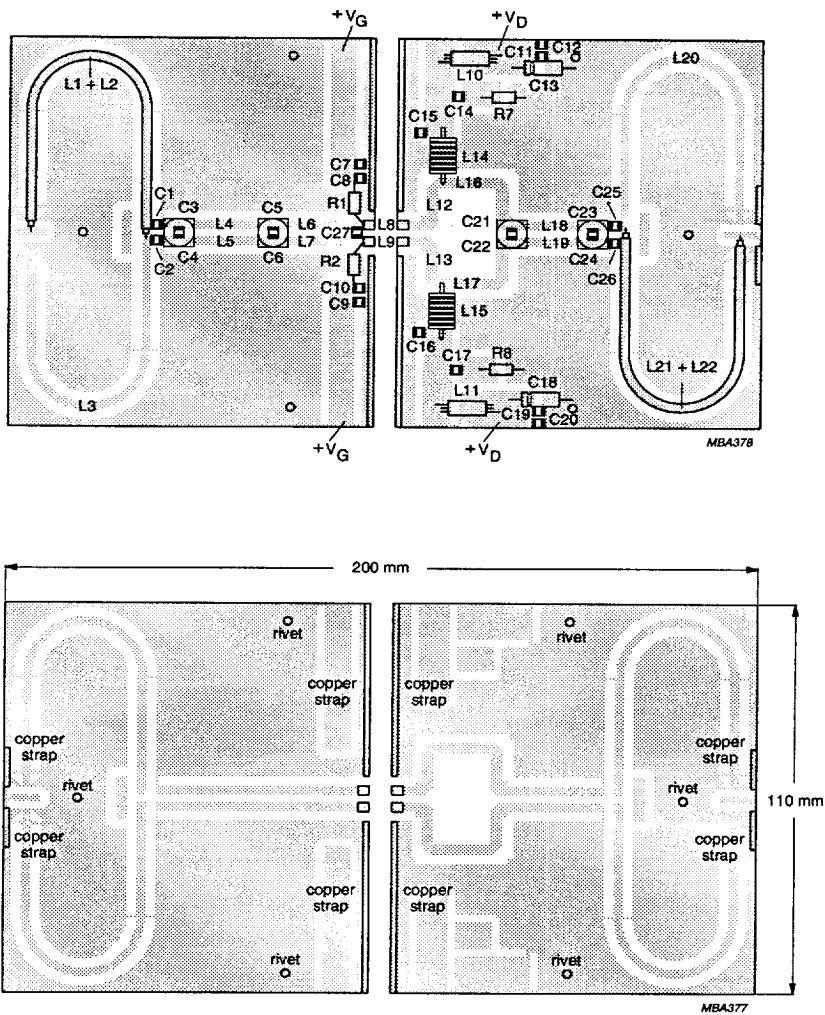 +VG
+VD
C11 C12
L10
C13
L20
L1 + L2
C14
R7
C15
L14
C7
C8
L16
C1
C3
C5
R1
L12
C25
L4
L6
L8
C21
L18
C23
C27
L5
L7
L9
C22
L19
C2
C4
C6
R2
L13
C24
C26
C10
C9
L17
L15
C16
C17
R8
L21 + L22
L3
L11
C18
C19
C20
+VG
+VD
MBA378
200 mm
rivet
rivet
copper
strap
copper
strap
copper
strap
copper
strap
rivet
rivet
110 mm
copper
strap
copper
strap
copper
strap
copper
strap
rivet
rivet
MBA377